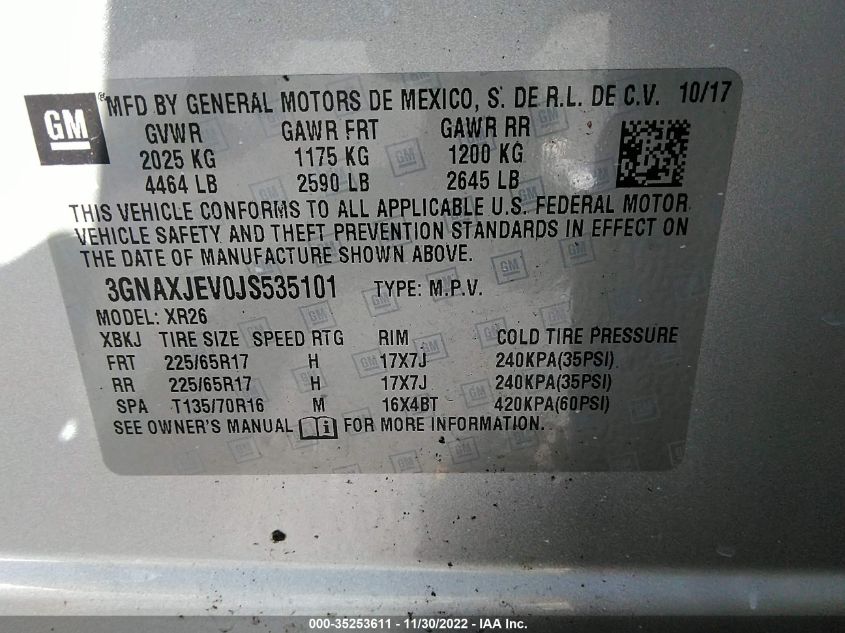 GM ® MFD BY GENERAL MOTORS DE MEXICO, S. DE R.L. DE C.V. 10/17
GVWR GAWR FRT GAWR RR
2025 KG 1175 KG 1200 KG
4464 LB 2590 LB 2645 LB
THIS VEHICLE CONFORMS TO ALL APPLICABLE U.S. FEDERAL MOTOR
VEHICLE SAFETY AND THEFT PREVENTION STANDARDS IN EFFECT ON
THE DATE OF MANUFACTURE SHOWN ABOVE.
3GNAXJEV0JS535101 TYPE: M.P.V.
MODEL: XR26
XBKJ TIRE SIZE SPEED RTG RIM COLD TIRE PRESSURE
FRT 225/65R17 H 17X7J 240KPA(35PSI)
RR 225/65R17 H 17X7J 240KPA(35PSI)
SPA T135/70R16 M 16X4BT 420KPA(60PSI)
SEE OWNER'S MANUAL i FOR MORE INFORMATION.
000-35253611 - 11/30/2022 - IAA Inc.